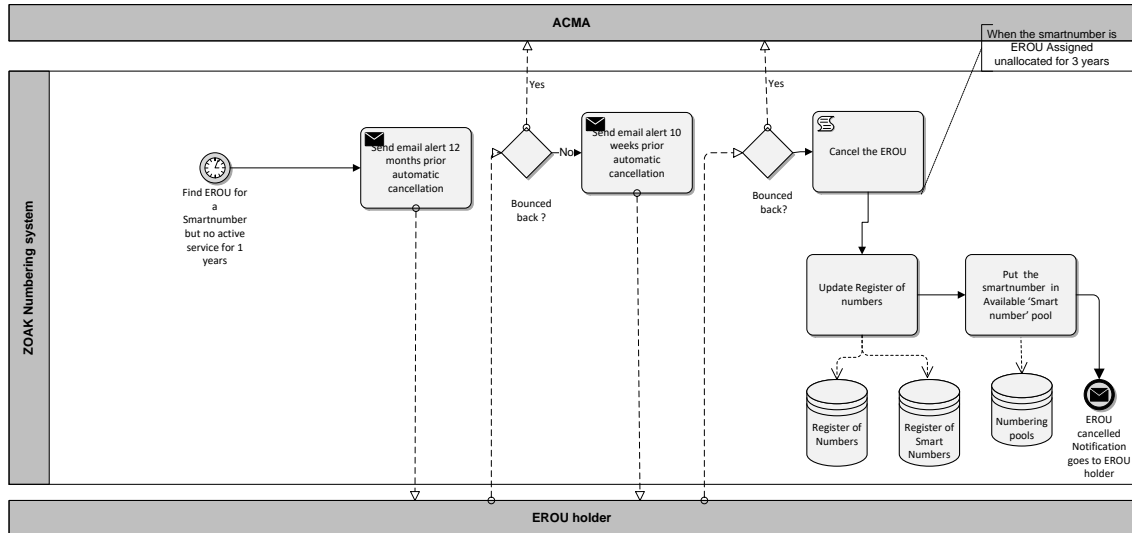 ACMA
When the smartnumber is
EROU Assigned
unallocated for 3 years
Yes
Yes
ZOAK Numbering system
Send email alert 12
months prior
automatic
cancellation
No
Send email alert 10
weeks prior
automatic
cancellation
Cancel the EROU
Find EROU for
a
Smartnumber
but no active
service for 1
years
Bounced
back ?
Bounced
back?
Update Register of
numbers
Put the
smartnumber in
Available ‘Smart
number’ pool
Register of
Numbers
Register of
Smart
Numbers
Numbering
pools
EROU
cancelled
Notification
goes to EROU
holder
EROU holder